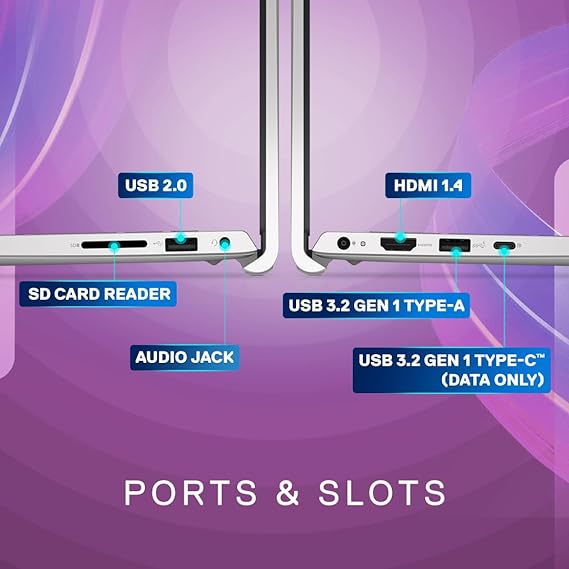 USB 2.0
HDMI 1.4
SD CARD READER
USB 3.2 GEN 1 TYPE-A
AUDIO JACK
USB 3.2 GEN 1 TYPE-C™
(DATA ONLY)
PORTS & SLOTS